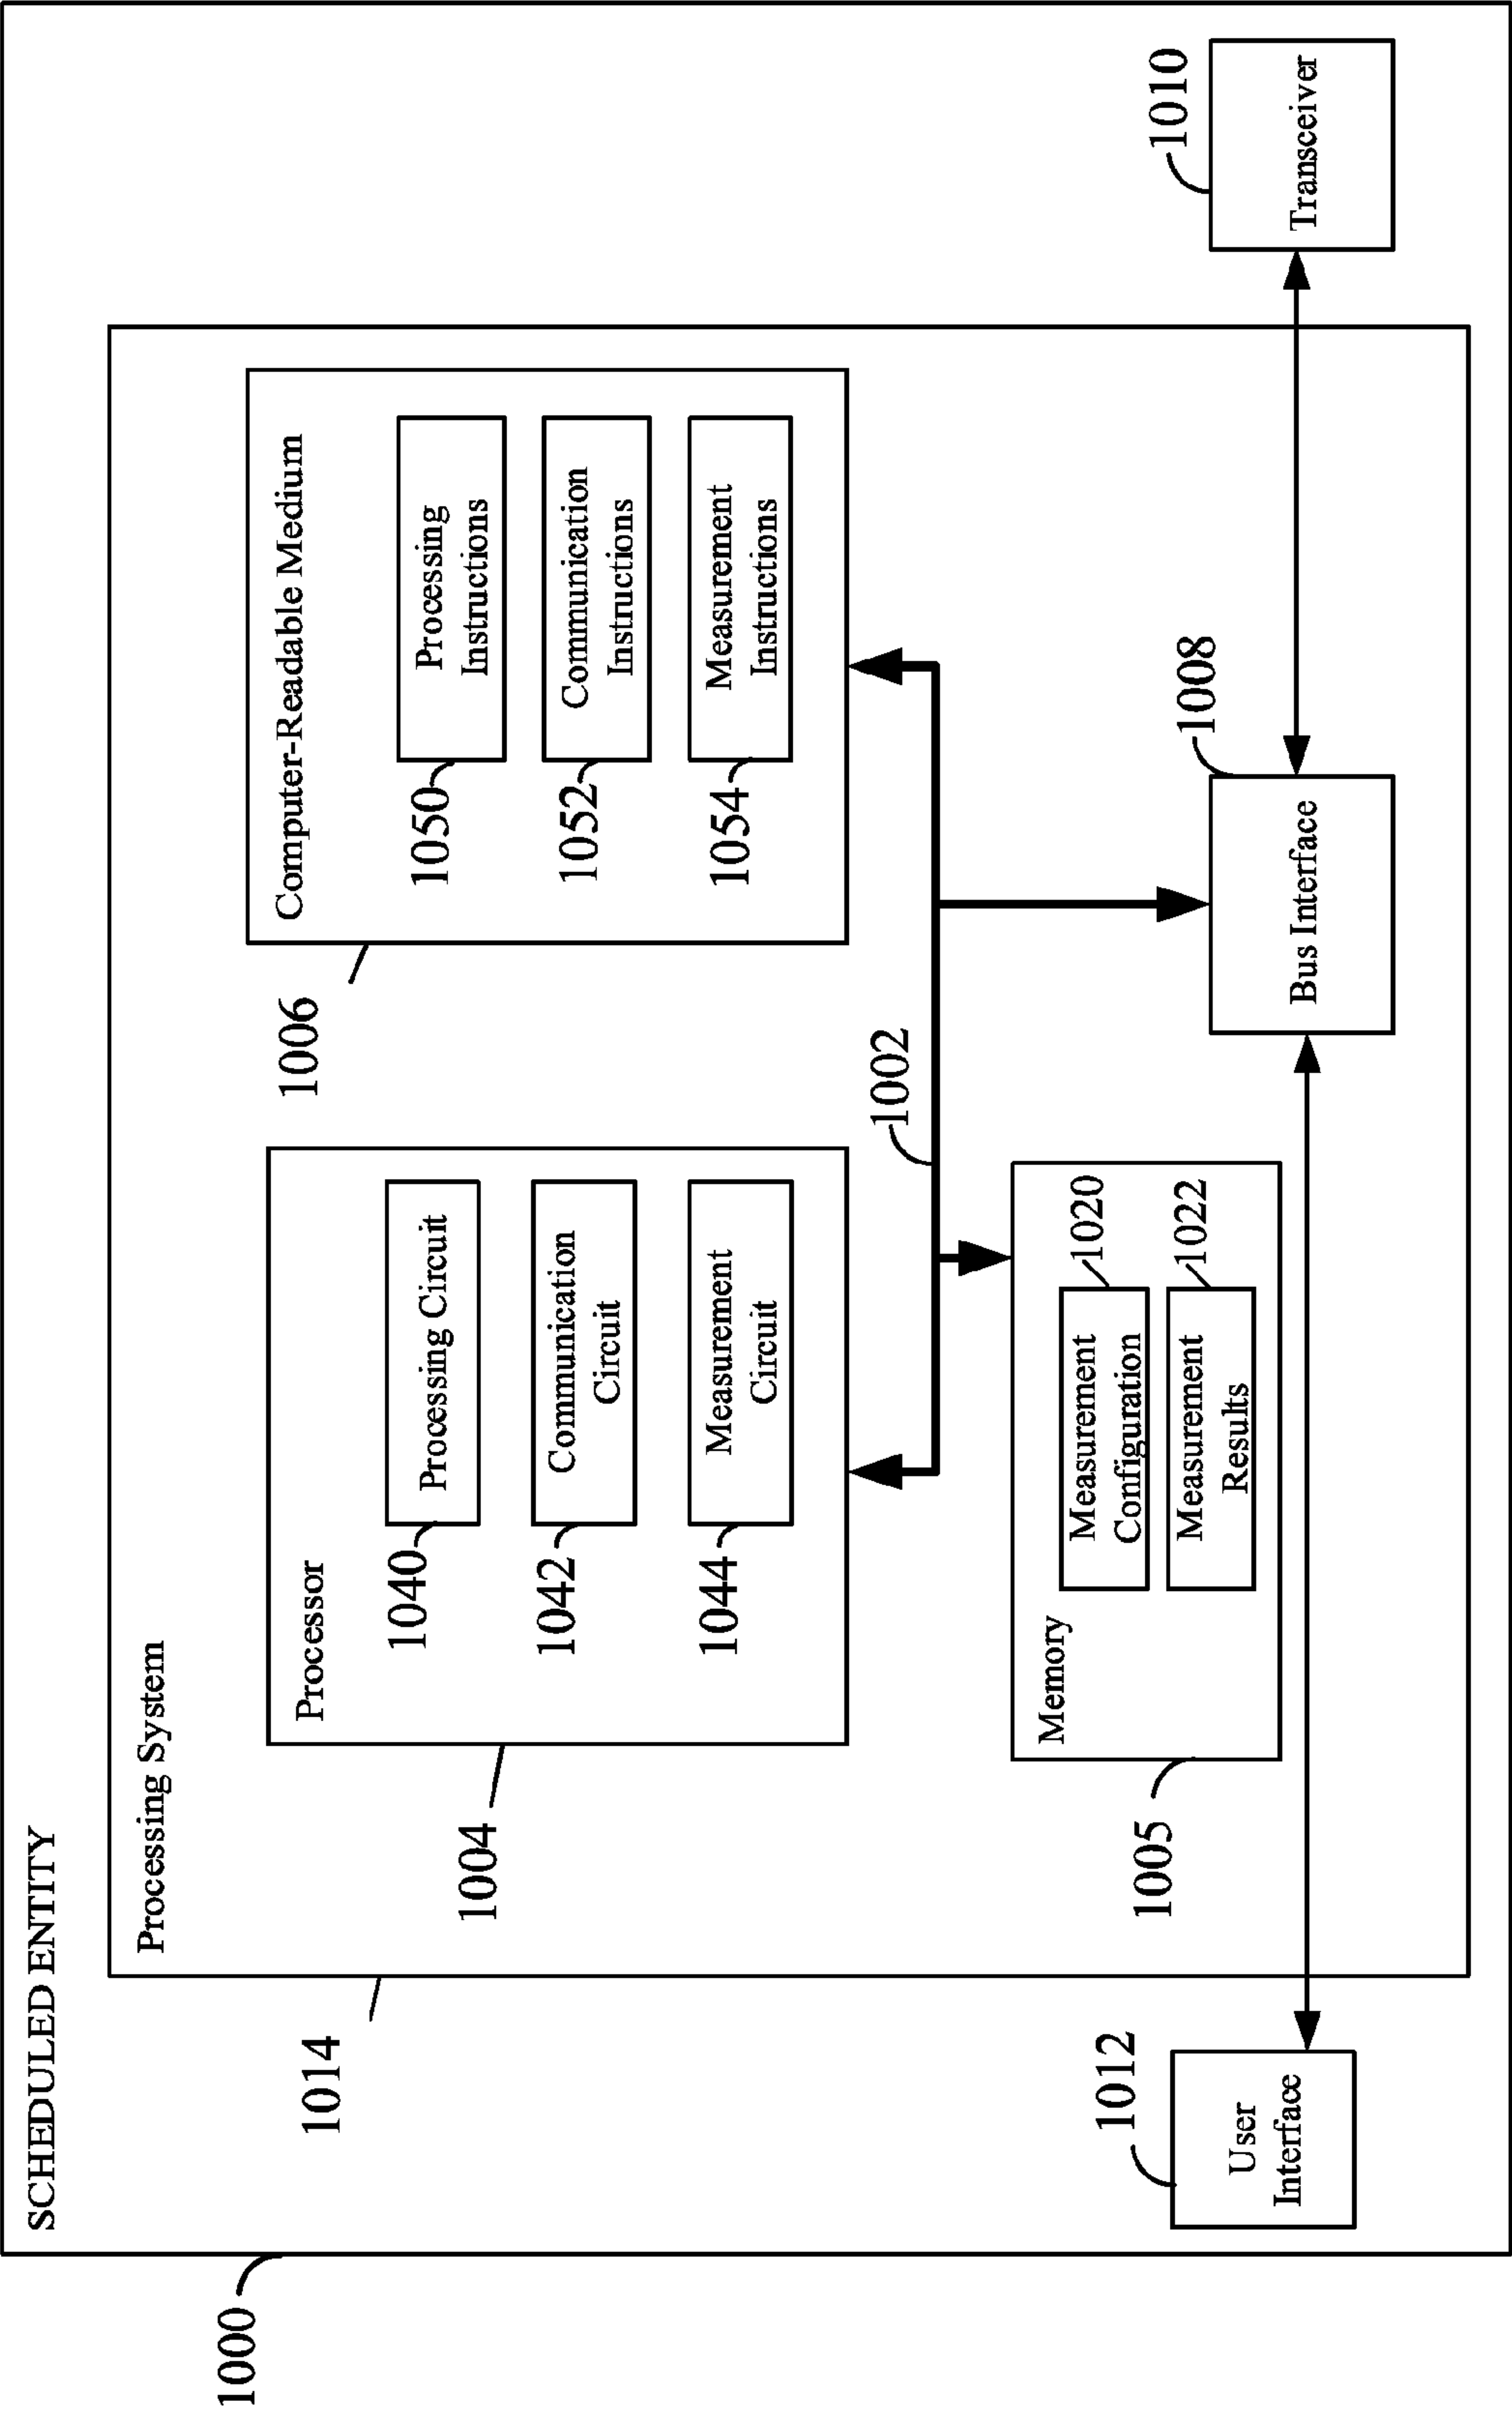 SCHEDULED ENTITY
1000
Processing System
1014
Processor
1004
1040
Processing Circuit
1042
Communication
Circuit
1044
Measurement
Circuit
Computer-Readable Medium
1006
1050
Processing
Instructions
1052
Communication
Instructions
1054
Measurement
Instructions
1002
Memory
1005
Measurement
Configuration
1020
Measurement
Results
1022
1012
User
Interface
1008
Bus Interface
1010
Transceiver